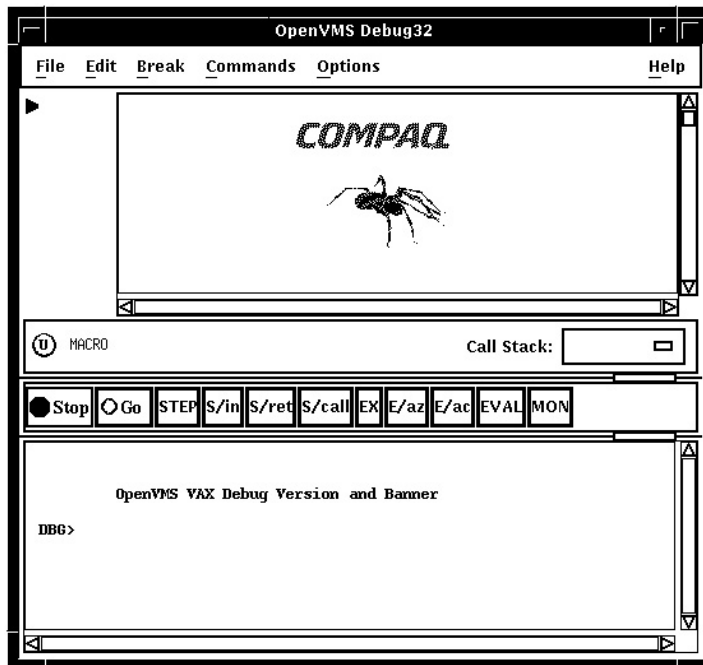 OpenVMS Debug32
File Edit Break Commands Options Help
COMPAQ
U MACRO Call Stack:
Stop Go STEP S/in S/ret S/call EX E/az E/ac EVAL MON
OpenVMS VAX Debug Version and Banner
DBG>